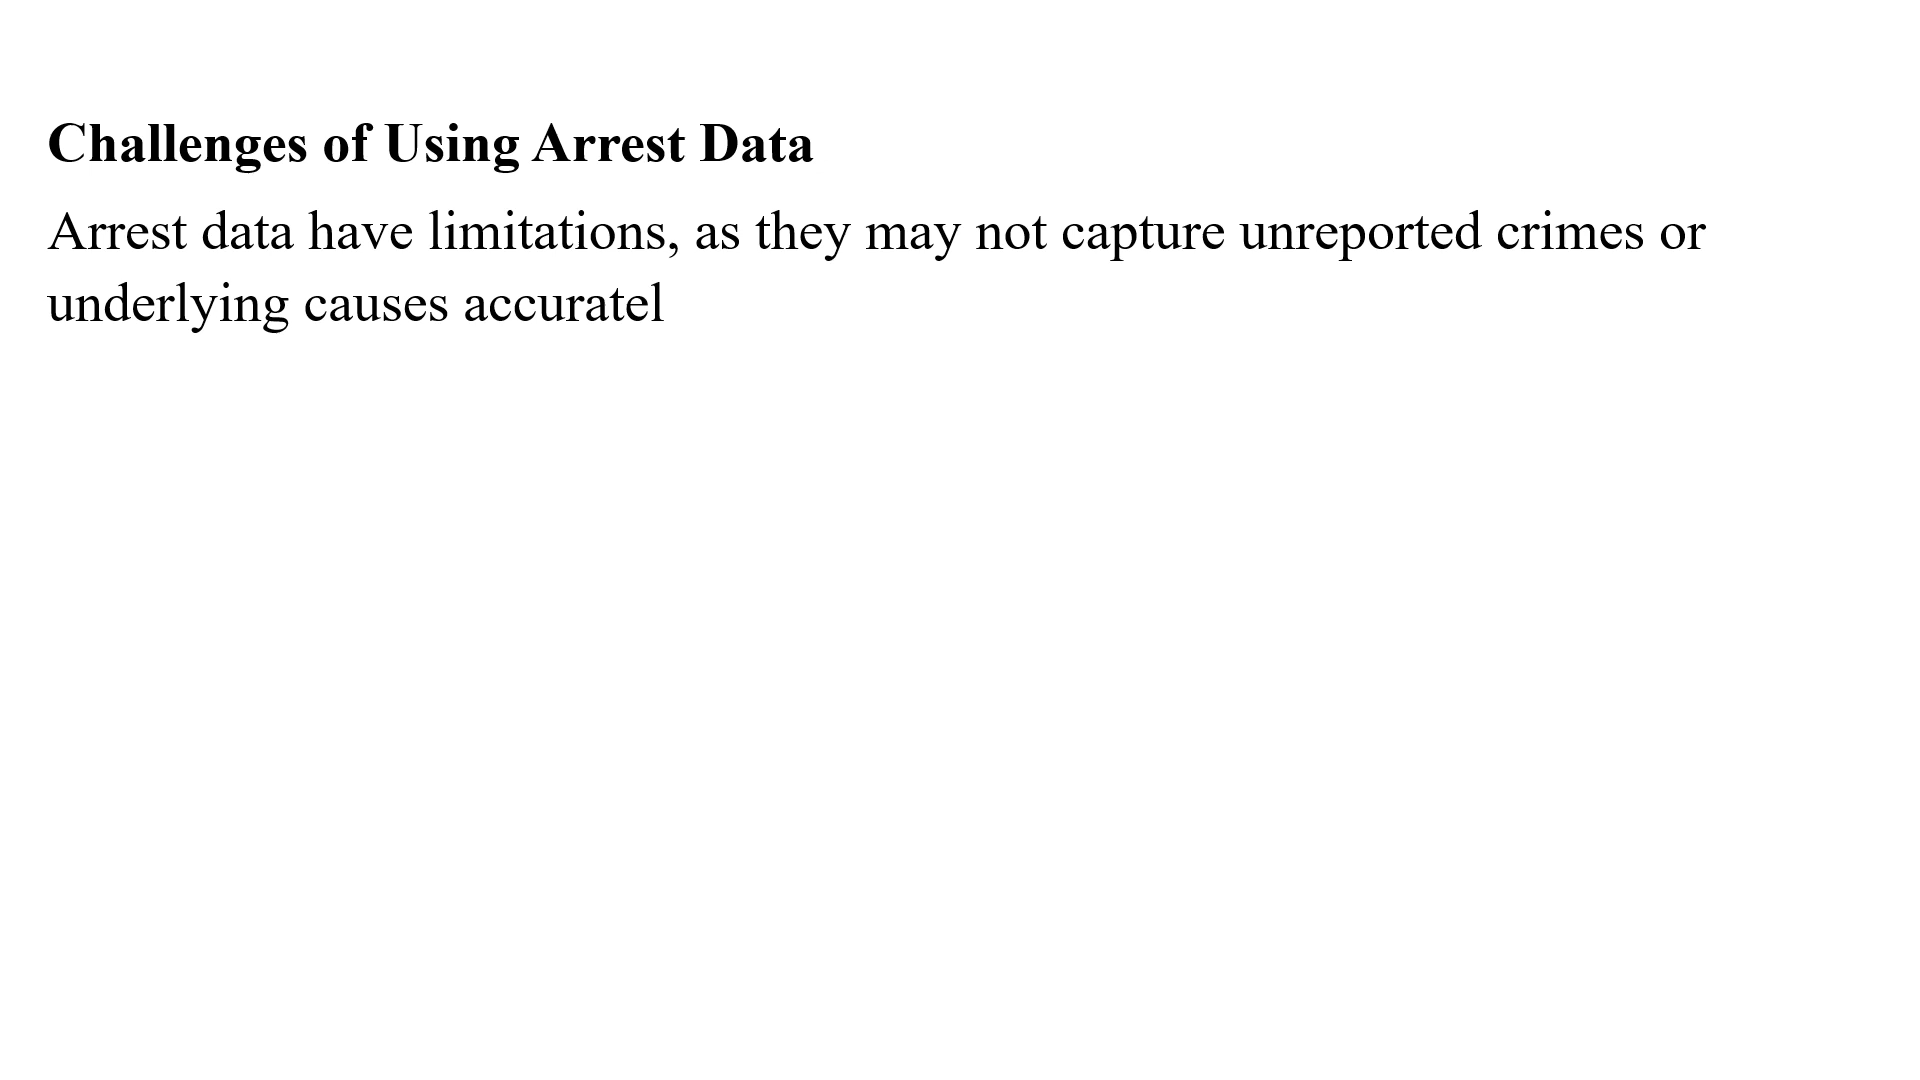 Challenges of Using Arrest Data
Arrest data have limitations, as they may not capture unreported crimes or
underlying causes accuratel